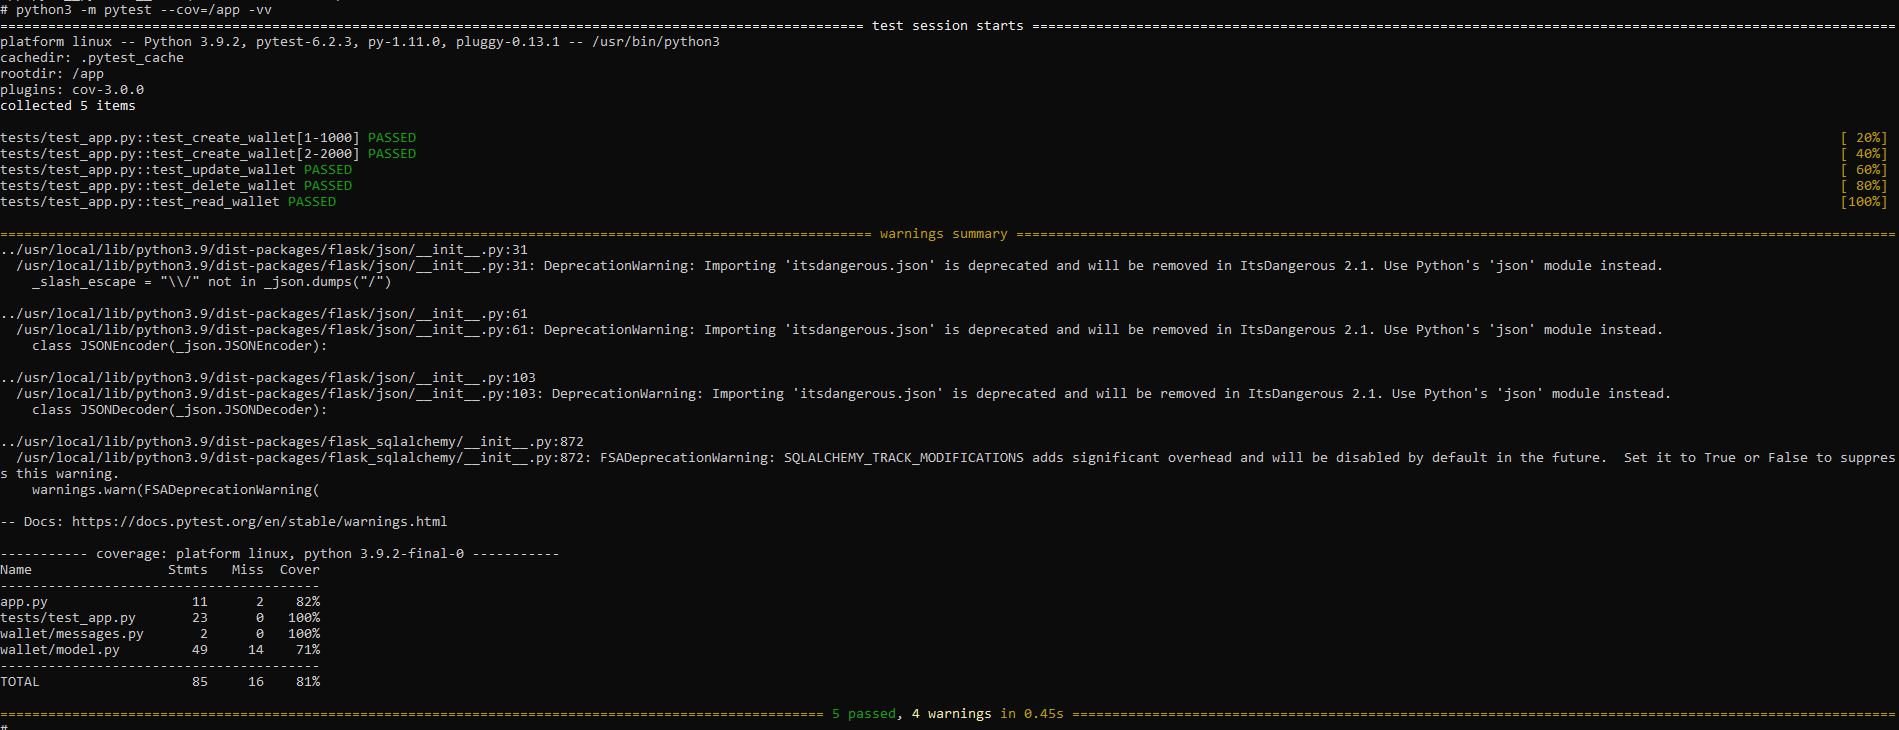 # python3 -m pytest --cov=/app -vv
============ test session starts ============
platform linux -- Python 3.9.2, pytest-6.2.3, py-1.11.0, pluggy-0.13.1 -- /usr/bin/python3
cachedir: .pytest_cache
rootdir: /app
plugins: cov-3.0.0
collected 5 items
tests/test_app.py::test_create_wallet[1-1000] PASSED [ 20%]
tests/test_app.py::test_create_wallet[2-2000] PASSED [ 40%]
tests/test_app.py::test_update_wallet PASSED [ 60%]
tests/test_app.py::test_delete_wallet PASSED [ 80%]
tests/test_app.py::test_read_wallet PASSED [100%]
============ warnings summary ============
../usr/local/lib/python3.9/dist-packages/flask/json/__init__.py:31
  /usr/local/lib/python3.9/dist-packages/flask/json/__init__.py:31: DeprecationWarning: Importing 'itsdangerous.json' is deprecated and will be removed in ItsDangerous 2.1. Use Python's 'json' module instead.
    _slash_escape = "\\/" not in _json.dumps("/")
../usr/local/lib/python3.9/dist-packages/flask/json/__init__.py:61
  /usr/local/lib/python3.9/dist-packages/flask/json/__init__.py:61: DeprecationWarning: Importing 'itsdangerous.json' is deprecated and will be removed in ItsDangerous 2.1. Use Python's 'json' module instead.
    class JSONEncoder(_json.JSONEncoder):
../usr/local/lib/python3.9/dist-packages/flask/json/__init__.py:103
  /usr/local/lib/python3.9/dist-packages/flask/json/__init__.py:103: DeprecationWarning: Importing 'itsdangerous.json' is deprecated and will be removed in ItsDangerous 2.1. Use Python's 'json' module instead.
    class JSONDecoder(_json.JSONDecoder):
../usr/local/lib/python3.9/dist-packages/flask_sqlalchemy/__init__.py:872
  /usr/local/lib/python3.9/dist-packages/flask_sqlalchemy/__init__.py:872: FSADeprecationWarning: SQLALCHEMY_TRACK_MODIFICATIONS adds significant overhead and will be disabled by default in the future.  Set it to True or False to suppres
s this warning.
    warnings.warn(FSADeprecationWarning(
-- Docs: https://docs.pytest.org/en/stable/warnings.html
----------- coverage: platform linux, python 3.9.2-final-0 -----------
Name                 Stmts   Miss  Cover
----------------------------------------
app.py                  11      2    82%
tests/test_app.py       23      0   100%
wallet/messages.py       2      0   100%
wallet/model.py         49     14    71%
----------------------------------------
TOTAL                   85     16    81%
============ 5 passed, 4 warnings in 0.45s ============
#